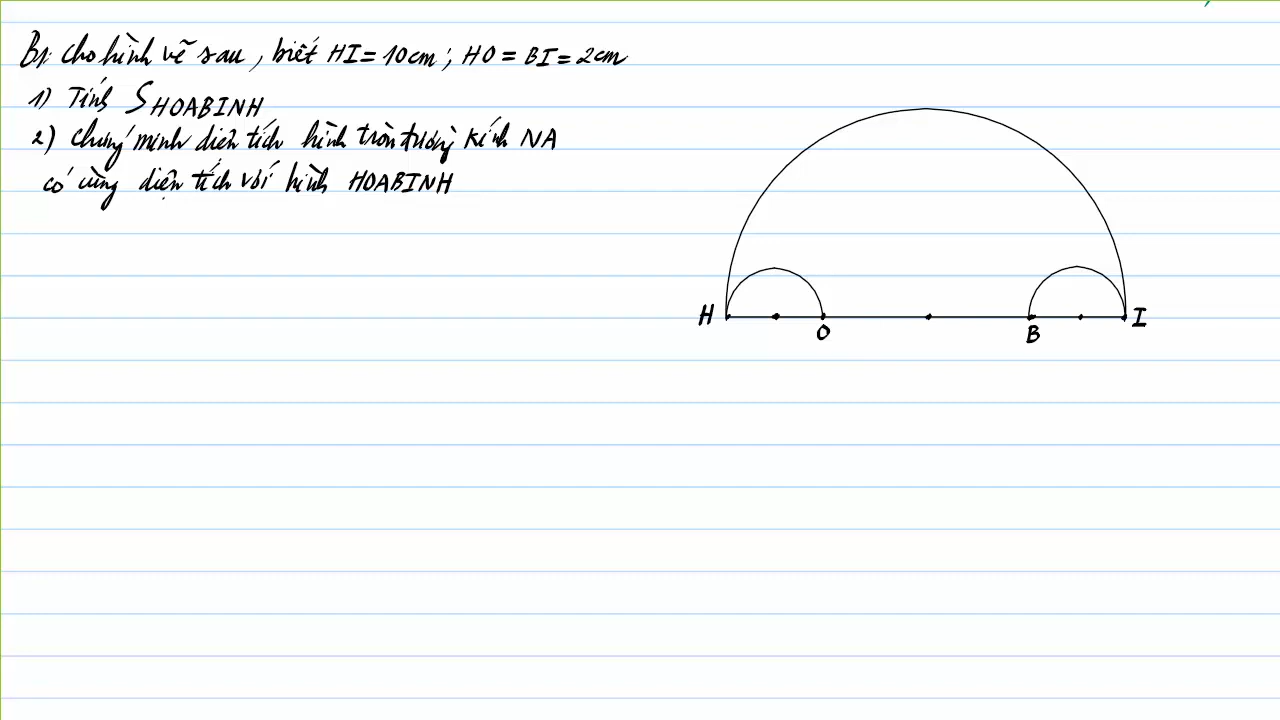 B1: Cho hình vẽ sau, biết HI = 10cm; HO = BI = 2cm
1) Tính S HOABINH
2) Chứng minh diện tích hình tròn đường kính NA
có cùng diện tích với hình HOABINH
H O B I